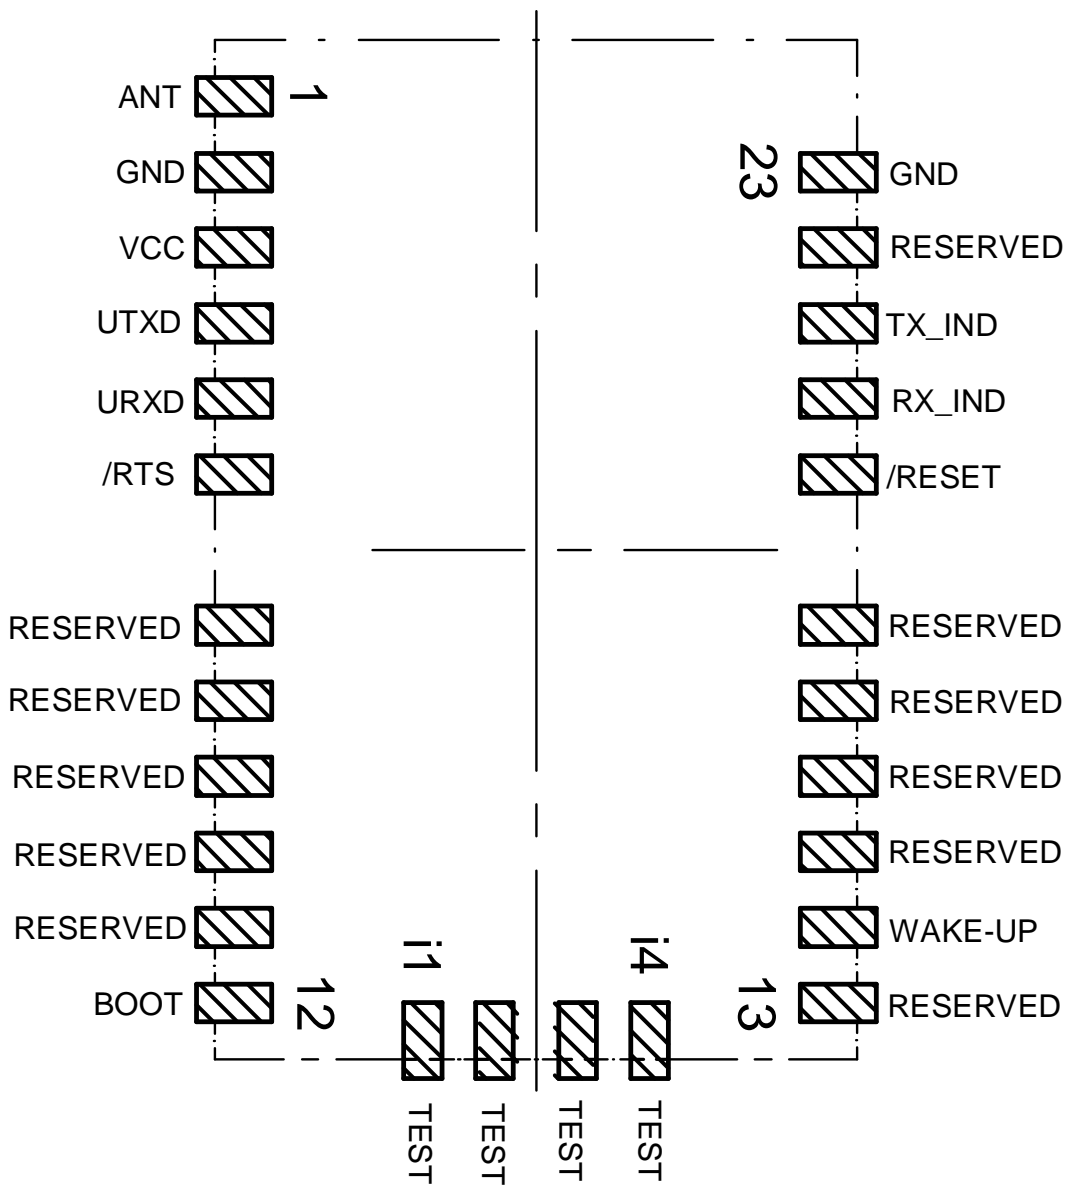 ANT
1
GND
VCC
UTXD
URXD
/RTS
RESERVED
RESERVED
RESERVED
RESERVED
RESERVED
BOOT
12
i1
i4
TEST
TEST
TEST
TEST
23
GND
RESERVED
TX_IND
RX_IND
/RESET
RESERVED
RESERVED
RESERVED
RESERVED
WAKE-UP
13
RESERVED